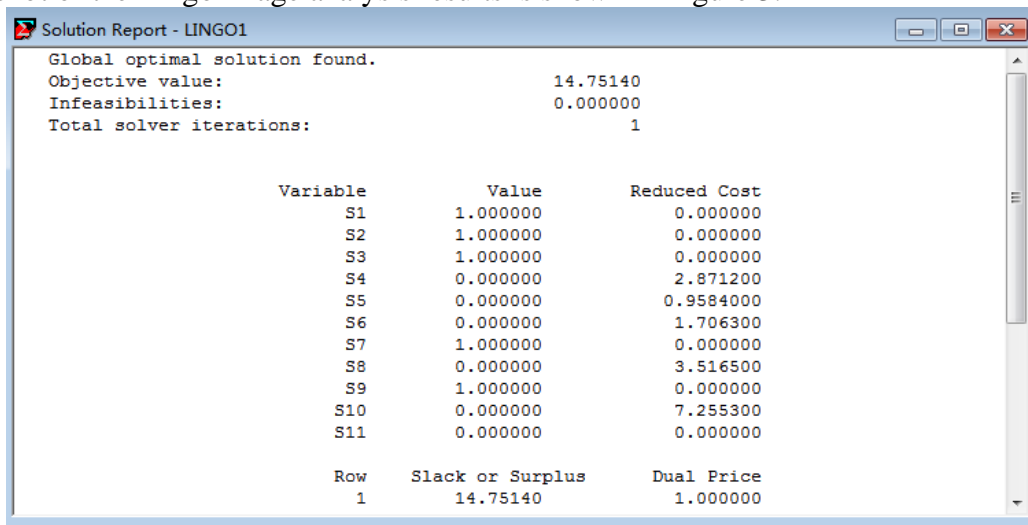 Solution Report - LINGO1
Global optimal solution found.
Objective value: 14.75140
Infeasibilities: 0.000000
Total solver iterations: 1
Variable Value Reduced Cost
S1 1.000000 0.000000
S2 1.000000 0.000000
S3 1.000000 0.000000
S4 0.000000 2.871200
S5 0.000000 0.9584000
S6 0.000000 1.706300
S7 1.000000 0.000000
S8 0.000000 3.516500
S9 1.000000 0.000000
S10 0.000000 7.255300
S11 0.000000 0.000000
Row Slack or Surplus Dual Price
1 14.75140 1.000000